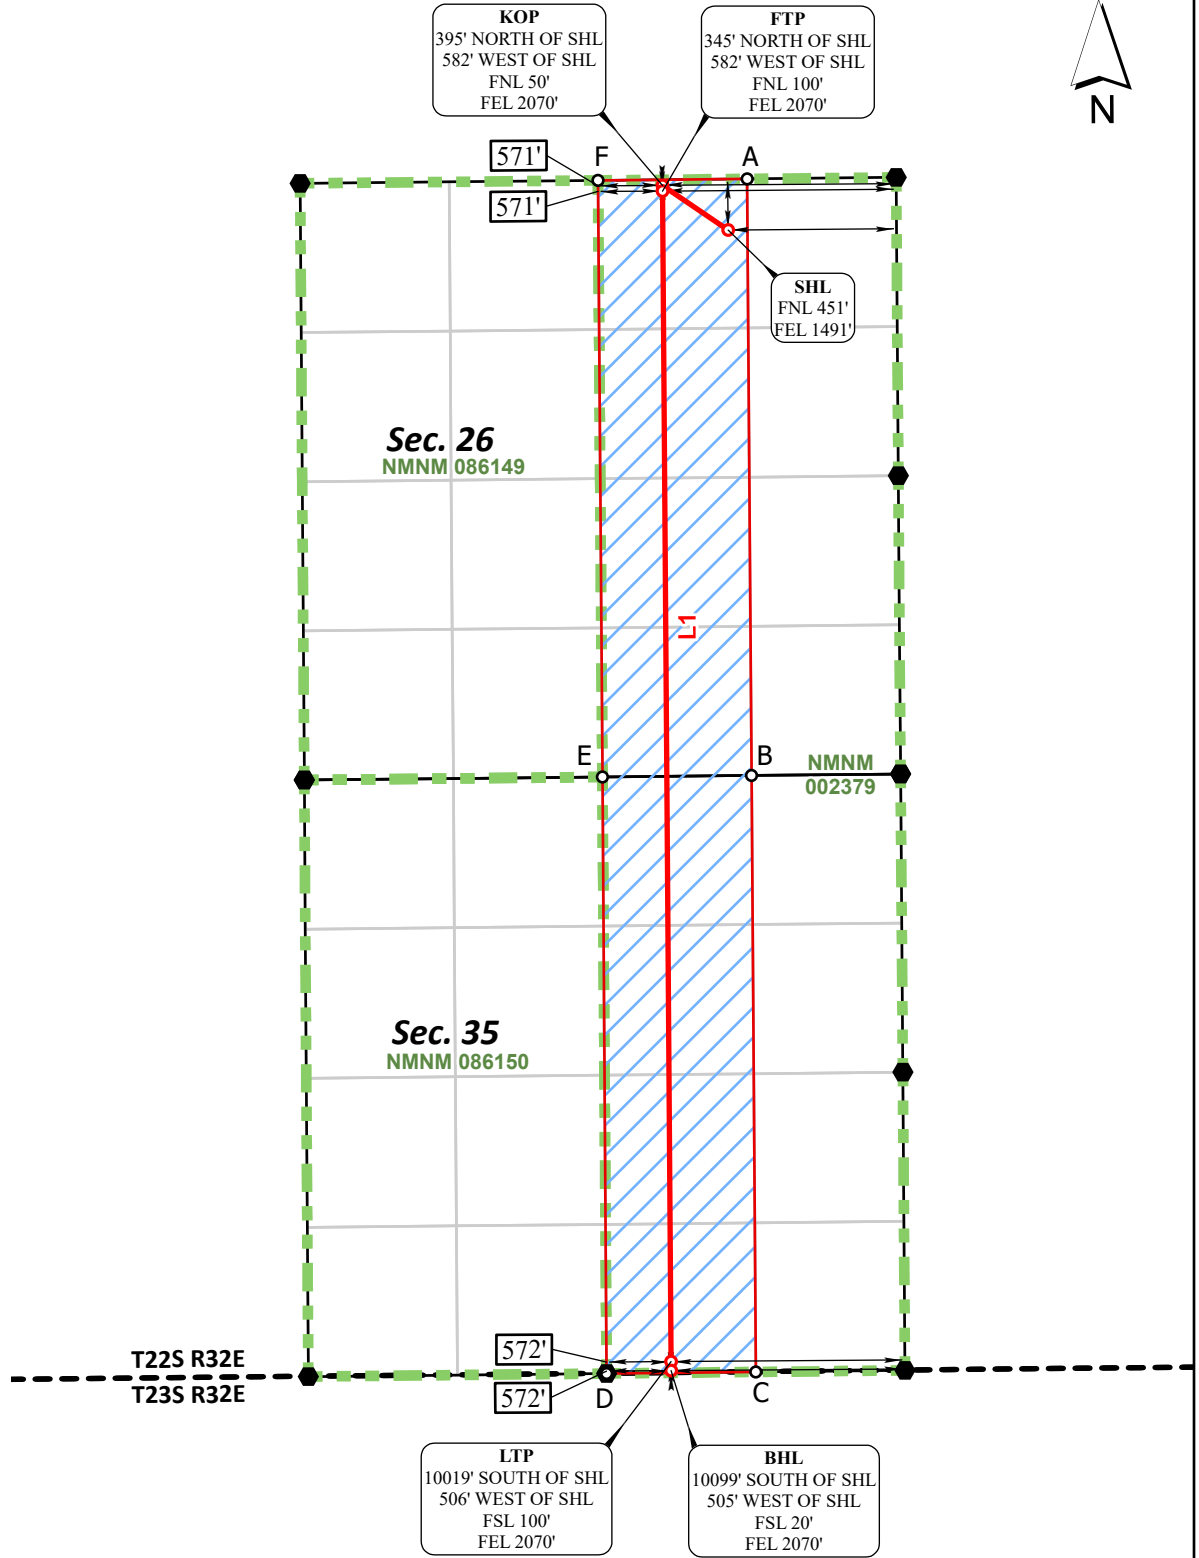 KOP
395' NORTH OF SHL
582' WEST OF SHL
FNL 50'
FEL 2070'
FTP
345' NORTH OF SHL
582' WEST OF SHL
FNL 100'
FEL 2070'
N
571'
F
A
571'
SHL
FNL 451'
FEL 1491'
Sec. 26
NMNM 086149
L1
E
B
NMNM
002379
Sec. 35
NMNM 086150
572'
T22S R32E
T23S R32E
572'
D
C
LTP
10019' SOUTH OF SHL
506' WEST OF SHL
FSL 100'
FEL 2070'
BHL
10099' SOUTH OF SHL
505' WEST OF SHL
FSL 20'
FEL 2070'